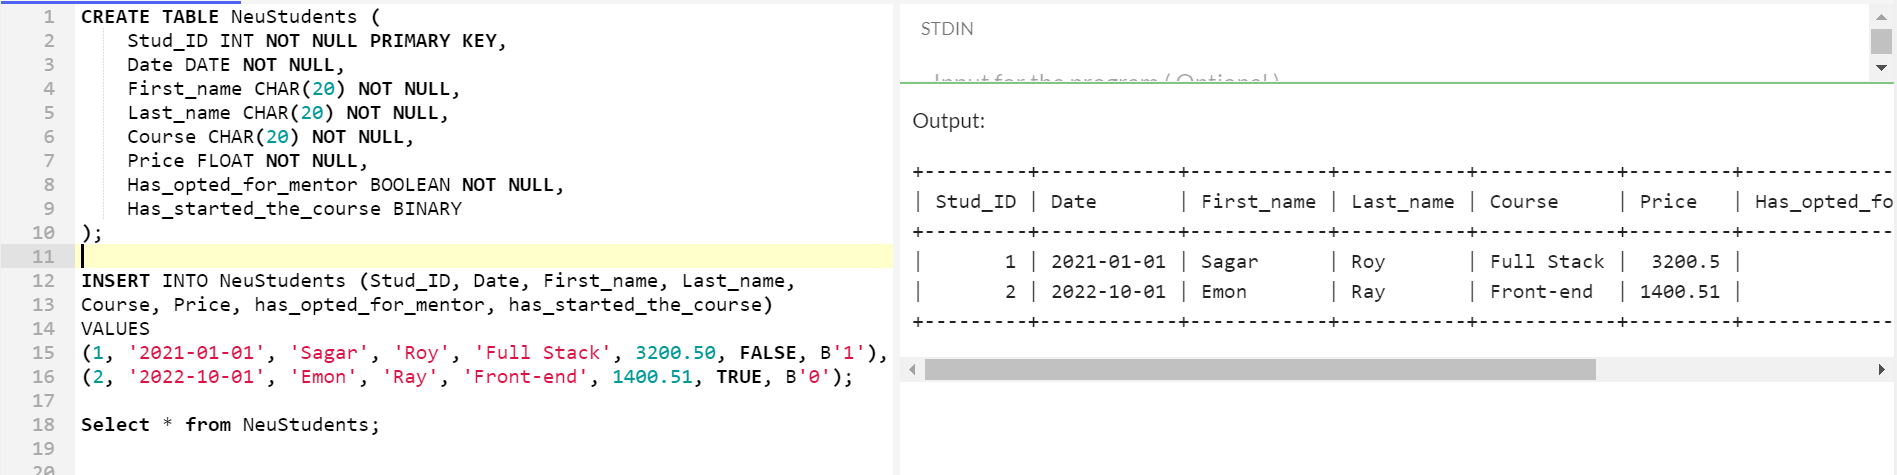 1 CREATE TABLE NeuStudents (
2 Stud_ID INT NOT NULL PRIMARY KEY,
3 Date DATE NOT NULL,
4 First_name CHAR(20) NOT NULL,
5 Last_name CHAR(20) NOT NULL,
6 Course CHAR(20) NOT NULL,
7 Price FLOAT NOT NULL,
8 Has_opted_for_mentor BOOLEAN NOT NULL,
9 Has_started_the_course BINARY
10 );
11
12 INSERT INTO NeuStudents (Stud_ID, Date, First_name, Last_name,
13 Course, Price, has_opted_for_mentor, has_started_the_course)
14 VALUES
15 (1, '2021-01-01', 'Sagar', 'Roy', 'Full Stack', 3200.50, FALSE, B'1'),
16 (2, '2022-10-01', 'Emon', 'Ray', 'Front-end', 1400.51, TRUE, B'0');
17
18 Select * from NeuStudents;
19
20
STDIN
Input for the program ( Optional )
Output:
+---------+------------+------------+-----------+------------+---------+-------------
| Stud_ID | Date | First_name | Last_name | Course | Price | Has_opted_fo
+---------+------------+------------+-----------+------------+---------+-------------
| 1 | 2021-01-01 | Sagar | Roy | Full Stack | 3200.5 |
| 2 | 2022-10-01 | Emon | Ray | Front-end | 1400.51 |
+---------+------------+------------+-----------+------------+---------+-------------